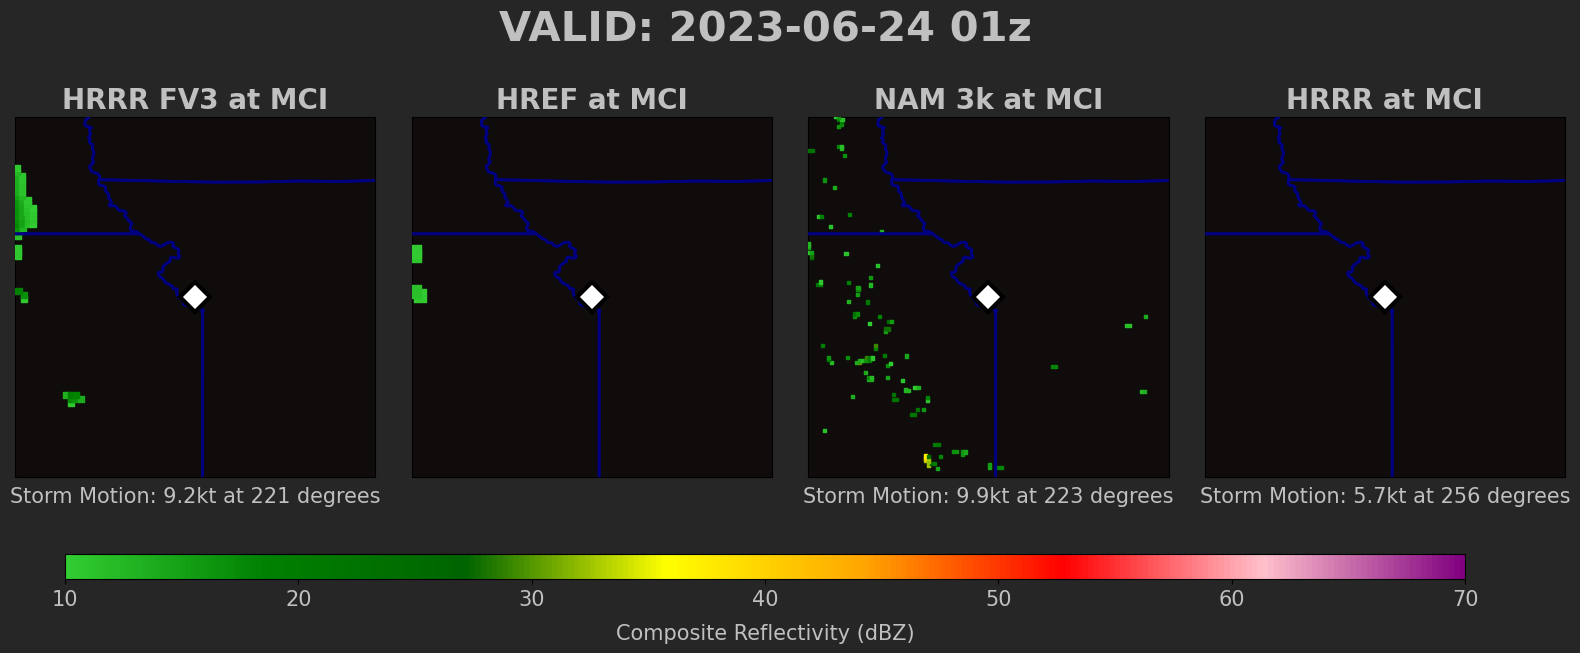 VALID: 2023-06-24 01z
HRRR FV3 at MCI
HREF at MCI
NAM 3k at MCI
HRRR at MCI
Storm Motion: 9.2kt at 221 degrees
Storm Motion: 9.9kt at 223 degrees
Storm Motion: 5.7kt at 256 degrees
10 20 30 40 50 60 70
Composite Reflectivity (dBZ)